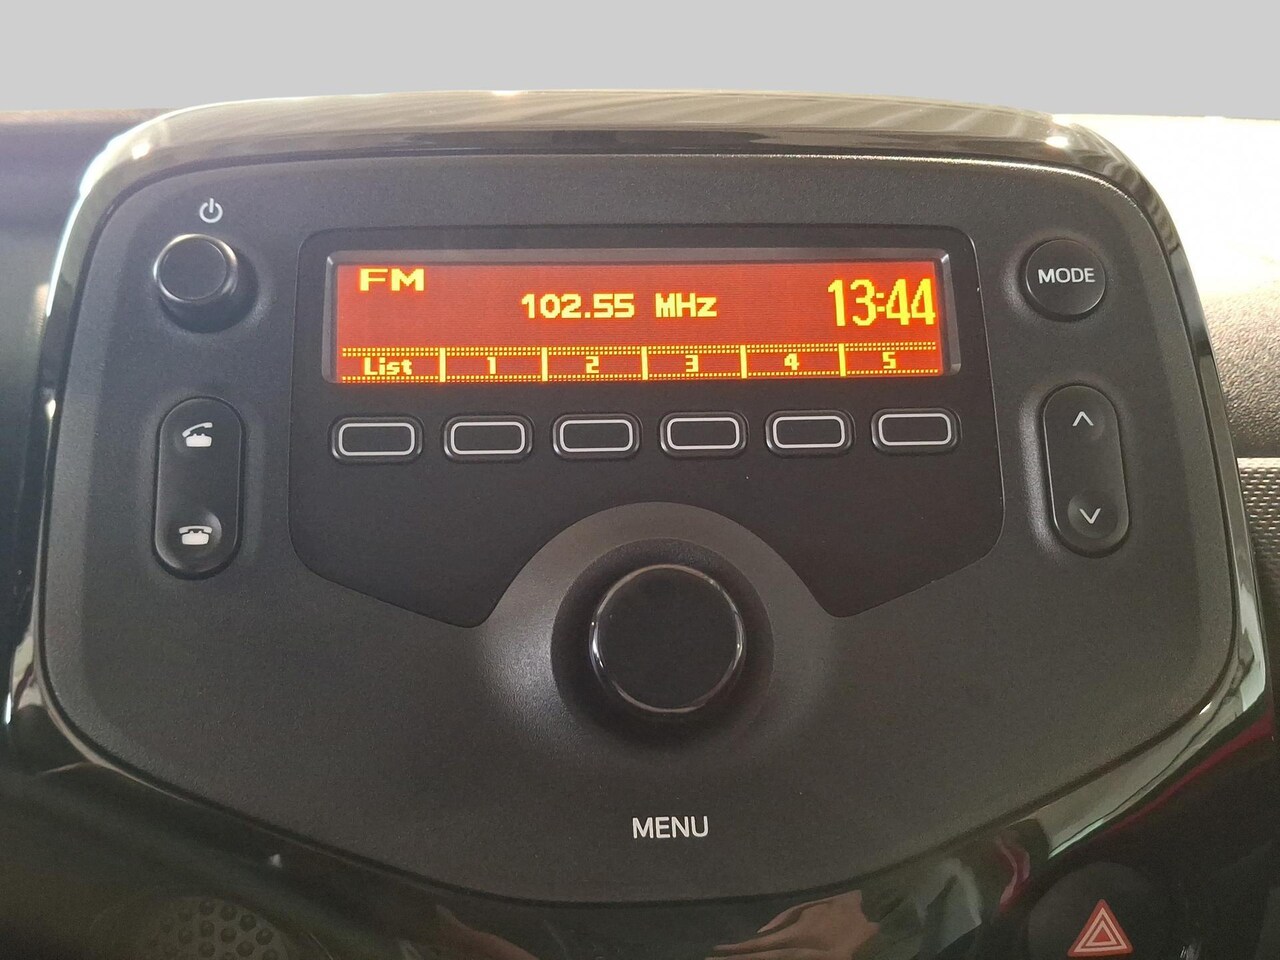 FM
102.55 MHz
13:44
List 1 2 3 4 5
MODE
MENU